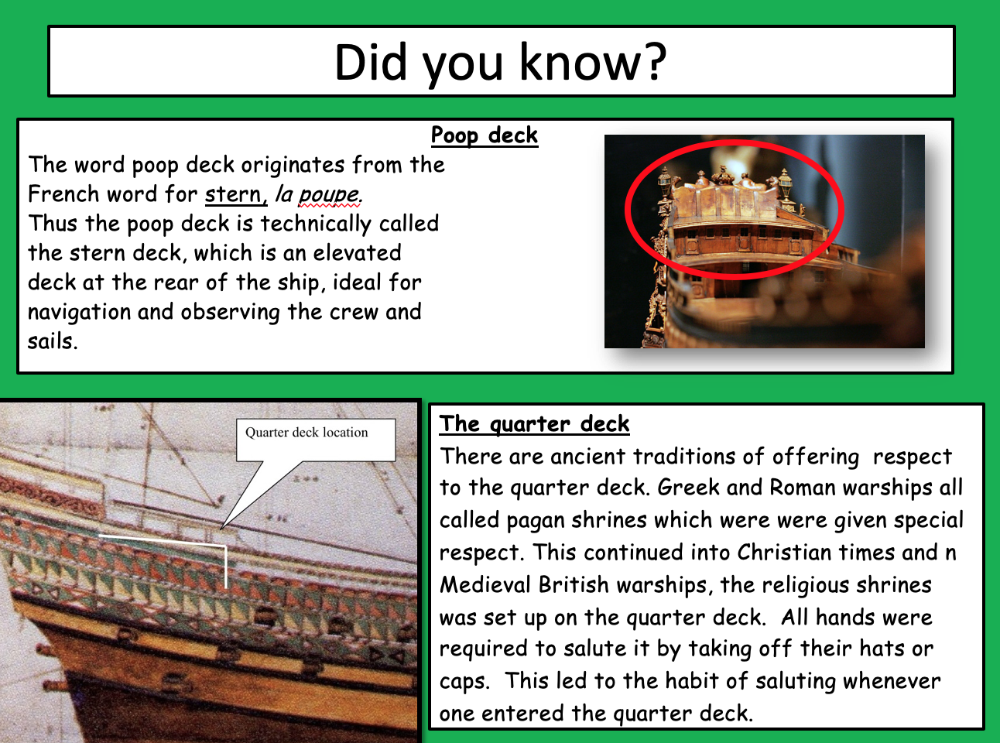 Did you know?
Poop deck
The word poop deck originates from the
French word for stern, la poupe.
Thus the poop deck is technically called
the stern deck, which is an elevated
deck at the rear of the ship, ideal for
navigation and observing the crew and
sails.
Quarter deck location
The quarter deck
There are ancient traditions of offering  respect
to the quarter deck. Greek and Roman warships all
called pagan shrines which were were given special
respect. This continued into Christian times and n
Medieval British warships, the religious shrines
was set up on the quarter deck.  All hands were
required to salute it by taking off their hats or
caps.  This led to the habit of saluting whenever
one entered the quarter deck.